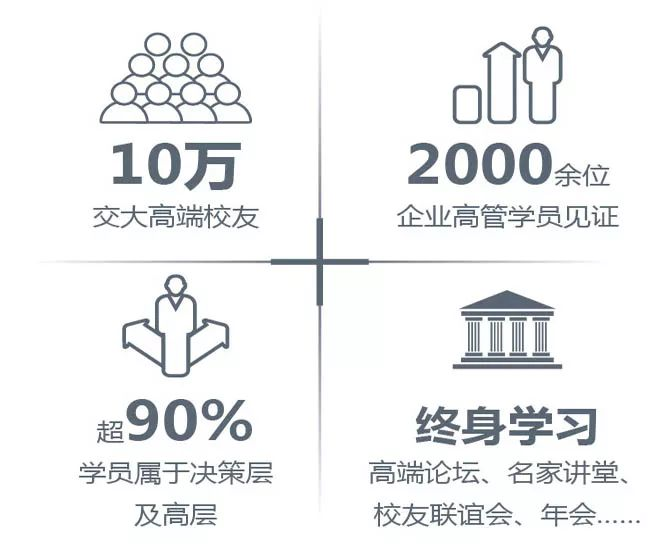 10万
交大高端校友
2000余位
企业高管学员见证
超90%
学员属于决策层
及高层
终身学习
高端论坛、名家讲堂、
校友联谊会、年会......